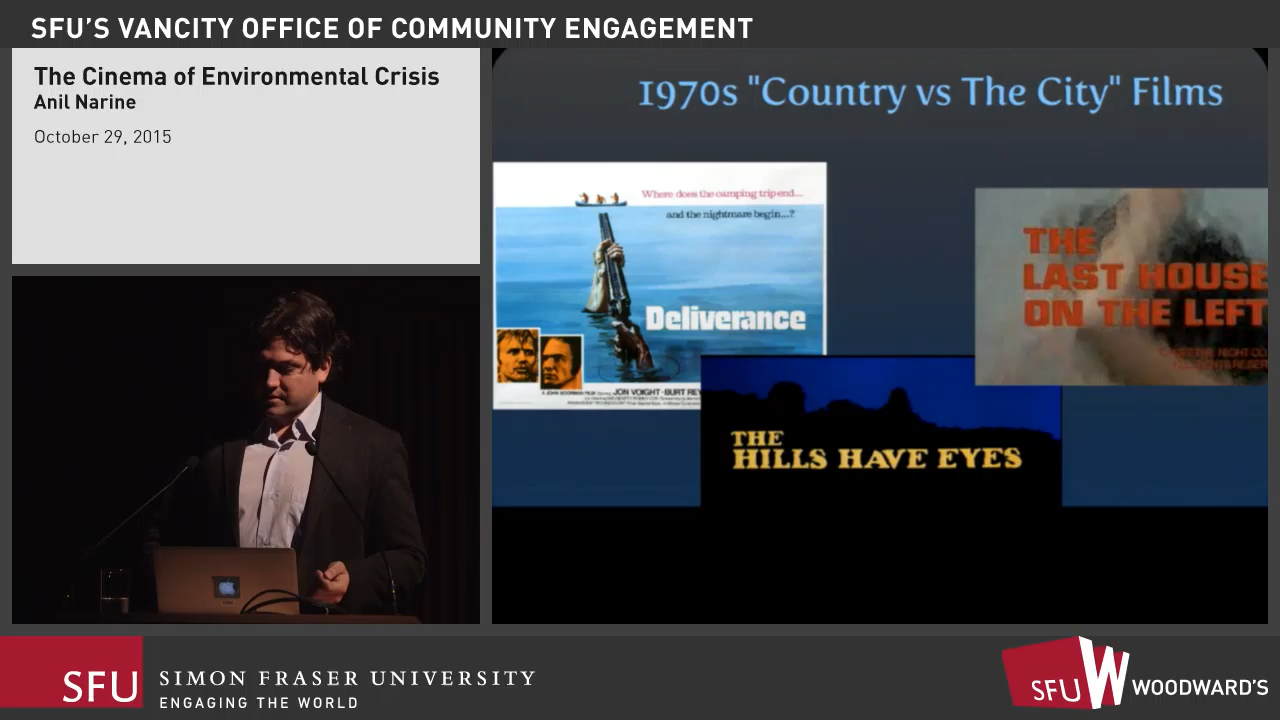 SFU'S VANCITY OFFICE OF COMMUNITY ENGAGEMENT
The Cinema of Environmental Crisis
Anil Narine
October 29, 2015
1970s "Country vs The City" Films
Where does the camping trip end...
and the nightmare begin...?
Deliverance
JON VOIGHT · BURT REY
THE
LAST HOUSE
ON THE LEFT
THE
HILLS HAVE EYES
SFU
SIMON FRASER UNIVERSITY
ENGAGING THE WORLD
SFU W WOODWARD'S